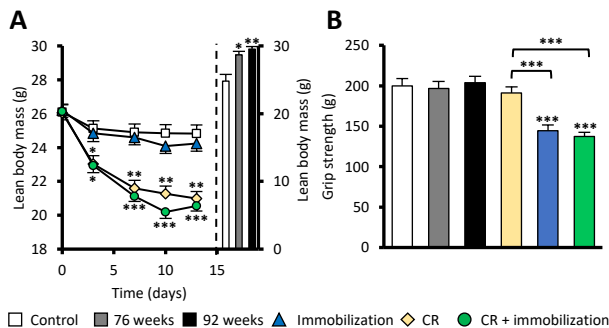 A
B
Lean body mass (g)
30
28
26
24
22
20
18
0
5
10
15
Time (days)
*
*
**
***
**
***
**
***
*
**
30
20
10
0
Lean body mass (g)
Grip strength (g)
250
200
150
100
50
0
***
***
***
***
Control
76 weeks
92 weeks
Immobilization
CR
CR + immobilization